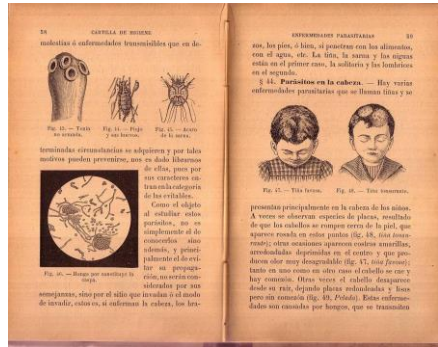 58 CARTILLA DE HIGIENE
molestias ó enfermedades transmisibles que en de-
Fig. 43. — Tenia no armada.
Fig. 44. — Piojo y sus huevos.
Fig. 45. — Acaro de la sarna.
terminadas circunstancias se adquieren y por tales
motivos pueden prevenirse, nos es dado librarnos
de ellas, pues por
sus caracteres en-
tran en la categoría
de los evitables.
Como el objeto
al estudiar estos
parásitos, no es
simplemente el de
conocerlos sino
además, y princi-
palmente el de evi-
tar su propaga-
ción, no serán con-
siderados por sus
Fig. 46. — Hongo que constituye la
semejanzas, sino por el sitio que invadan ó el modo
de invadir, estos es, si enferman la cabeza, los bra-
ENFERMEDADES PARASITARIAS 59
zos, los pies, ó bien, si penetran con los alimentos,
con el agua, etc. La tiña, la sarna y las niguas
están en el primer caso, la solitaria y las lombrices
en el segundo.
§ 44. Parásitos en la cabeza. — Hay varias
enfermedades parasitarias que se llaman tinas y se
Fig. 47. — Tiña favosa.
Fig. 48. — Tiña tonsurante.
presentan principalmente en la cabeza de los niños.
A veces se observan especies de placas, resultado
de que los cabellos se rompen cerca de la piel, que
aparece rosada en estos puntos (fig. 48, tiña tonsu-
rante); otras ocasiones aparecen costras amarillas,
arredondadas deprimidas en el centro y que pro-
ducen olor muy desagradable (fig. 47, tiña favosa);
tanto en uno como en otro caso el cabello se cae y
hay comezón. Otras veces el cabello desaparece
desde su raíz, dejando placas redondeadas y lisas
pero sin comezón (fig. 49, Pelada). Estas enferme-
dades son causadas por hongos, que se transmiten